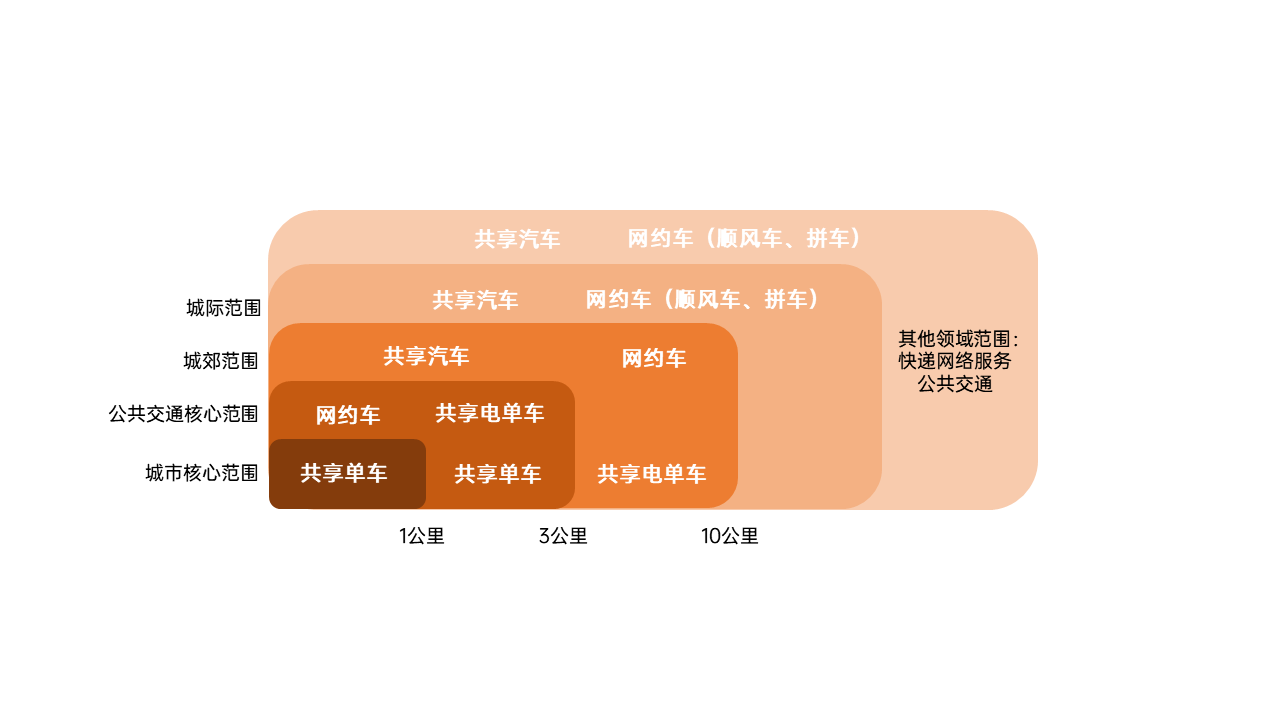 共享汽车 网约车（顺风车、拼车）
城际范围 共享汽车 网约车（顺风车、拼车）
城郊范围 共享汽车 网约车
其他领域范围：
快递网络服务
公共交通
公共交通核心范围 网约车 共享电单车
城市核心范围 共享单车 共享单车 共享电单车
1公里 3公里 10公里